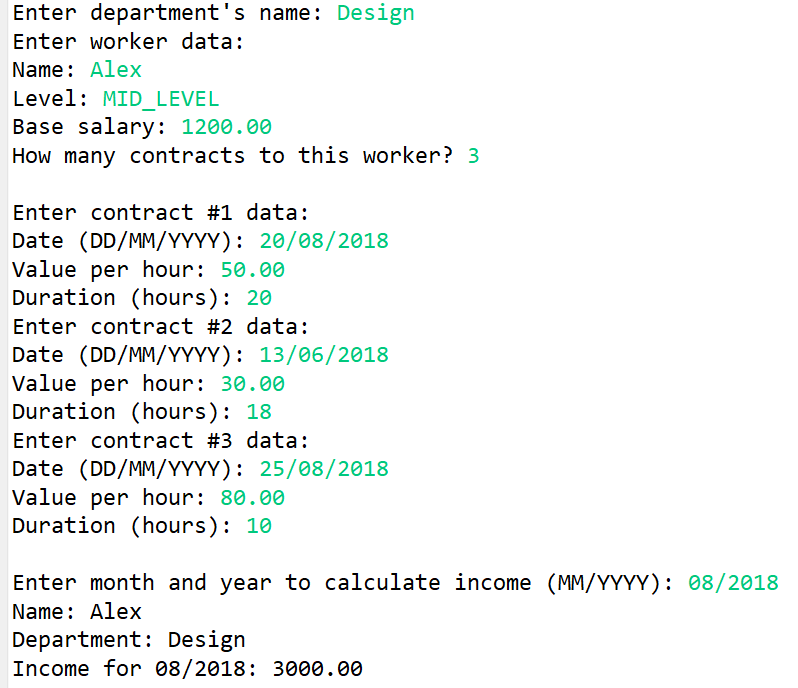 Enter department's name: Design
Enter worker data:
Name: Alex
Level: MID_LEVEL
Base salary: 1200.00
How many contracts to this worker? 3
Enter contract #1 data:
Date (DD/MM/YYYY): 20/08/2018
Value per hour: 50.00
Duration (hours): 20
Enter contract #2 data:
Date (DD/MM/YYYY): 13/06/2018
Value per hour: 30.00
Duration (hours): 18
Enter contract #3 data:
Date (DD/MM/YYYY): 25/08/2018
Value per hour: 80.00
Duration (hours): 10
Enter month and year to calculate income (MM/YYYY): 08/2018
Name: Alex
Department: Design
Income for 08/2018: 3000.00